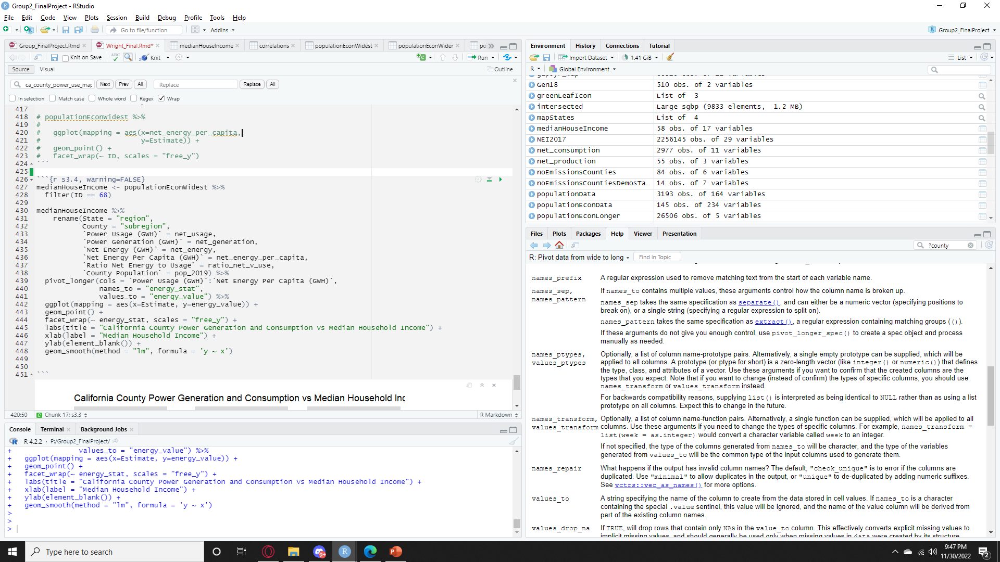 Group2_FinalProject - RStudio
File Edit Code View Plots Session Build Debug Profile Tools Help
Go to file/function Addins Group2_FinalProject
Group_FinalProject.Rmd Wright_Final.Rmd* medianHouseIncome correlations populationEconWidest populationEconWider po
Knit on Save ABC Knit Run
Source Visual Outline
ca_county_power_use_map Next Prev All Replace Replace All
In selection Match case Whole word Regex Wrap
417
418 # populationEconWidest %>%
419 #
420 #   ggplot(mapping = aes(x=net_energy_per_capita,
421 #                        y=Estimate)) +
422 #   geom_point() +
423 #   facet_wrap(~ ID, scales = "free_y")
424 ```
425
426 ```{r s3.4, warning=FALSE}
427 medianHouseIncome <- populationEconWidest %>%
428   filter(ID == 68)
429
430 medianHouseIncome %>%
431     rename(State = "region",
432            County = "subregion",
433            `Power Usage (GWH)` = net_usage,
434            `Power Generation (GWH)` = net_generation,
435            `Net Energy (GWH)` = net_energy,
436            `Net Energy Per Capita (GWH)` = net_energy_per_capita,
437            `Ratio Net Energy to Usage` = ratio_net_v_use,
438            `County Population` = pop_2019) %>%
439   pivot_longer(cols = `Power Usage (GWH)`:`Net Energy Per Capita (GWH)`,
440                names_to = "energy_stat",
441                values_to = "energy_value") %>%
442   ggplot(mapping = aes(x=Estimate, y=energy_value)) +
443   geom_point() +
444   facet_wrap(~ energy_stat, scales = "free_y") +
445   labs(title = "California County Power Generation and Consumption vs Median Household Income") +
446   xlab(label = "Median Household Income") +
447   ylab(element_blank()) +
448   geom_smooth(method = "lm", formula = 'y ~ x')
449
450
451 ```
California County Power Generation and Consumption vs Median Household Inc
420:50 Chunk 17: s3.3 R Markdown
Console Terminal Background Jobs
R 4.2.2 · P:/Group2_FinalProject/
+                values_to = "energy_value") %>%
+   ggplot(mapping = aes(x=Estimate, y=energy_value)) +
+   geom_point() +
+   facet_wrap(~ energy_stat, scales = "free_y") +
+   labs(title = "California County Power Generation and Consumption vs Median Household Income") +
+   xlab(label = "Median Household Income") +
+   ylab(element_blank()) +
+   geom_smooth(method = "lm", formula = 'y ~ x')
>
>
>
Environment History Connections Tutorial
Import Dataset 1.41 GiB List
R Global Environment
Gen18 510 obs. of 2 variables
greenLeafIcon List of 3
intersected Large sgbp (9833 elements, 1.2 MB)
mapStates List of 4
medianHouseIncome 58 obs. of 17 variables
NEI2017 2256145 obs. of 29 variables
net_consumption 2977 obs. of 11 variables
net_production 55 obs. of 3 variables
noEmissionsCounties 84 obs. of 6 variables
noEmissionsCountiesDemosTa… 14 obs. of 7 variables
populationData 3193 obs. of 164 variables
populationEconData 145 obs. of 234 variables
populationEconLonger 26506 obs. of 5 variables
Files Plots Packages Help Viewer Presentation
?county
R: Pivot data from wide to long Find in Topic
names_prefix A regular expression used to remove matching text from the start of each variable name.
names_sep, If names_to contains multiple values, these arguments control how the column name is broken up.
names_pattern
names_sep takes the same specification as separate(), and can either be a numeric vector (specifying positions to
break on), or a single string (specifying a regular expression to split on).
names_pattern takes the same specification as extract(), a regular expression containing matching groups (()).
If these arguments do not give you enough control, use pivot_longer_spec() to create a spec object and process
manually as needed.
names_ptypes, Optionally, a list of column name-prototype pairs. Alternatively, a single empty prototype can be supplied, which will be
values_ptypes applied to all columns. A prototype (or ptype for short) is a zero-length vector (like integer() or numeric()) that defines
the type, class, and attributes of a vector. Use these arguments if you want to confirm that the created columns are the
types that you expect. Note that if you want to change (instead of confirm) the types of specific columns, you should use
names_transform or values_transform instead.
For backwards compatibility reasons, supplying list() is interpreted as being identical to NULL rather than as using a list
prototype on all columns. Expect this to change in the future.
names_transform, Optionally, a list of column name-function pairs. Alternatively, a single function can be supplied, which will be applied to all
values_transform columns. Use these arguments if you need to change the types of specific columns. For example, names_transform =
list(week = as.integer) would convert a character variable called week to an integer.
If not specified, the type of the columns generated from names_to will be character, and the type of the variables
generated from values_to will be the common type of the input columns used to generate them.
names_repair What happens if the output has invalid column names? The default, "check_unique" is to error if the columns are
duplicated. Use "minimal" to allow duplicates in the output, or "unique" to de-duplicated by adding numeric suffixes.
See vctrs::vec_as_names() for more options.
values_to A string specifying the name of the column to create from the data stored in cell values. If names_to is a character
containing the special .value sentinel, this value will be ignored, and the name of the value column will be derived from
part of the existing column names.
values_drop_na If TRUE, will drop rows that contain only NAs in the value_to column. This effectively converts explicit missing values to
implicit missing values, and should generally be used only when missing values in data were created by its structure.
Type here to search
9:47 PM
11/30/2022